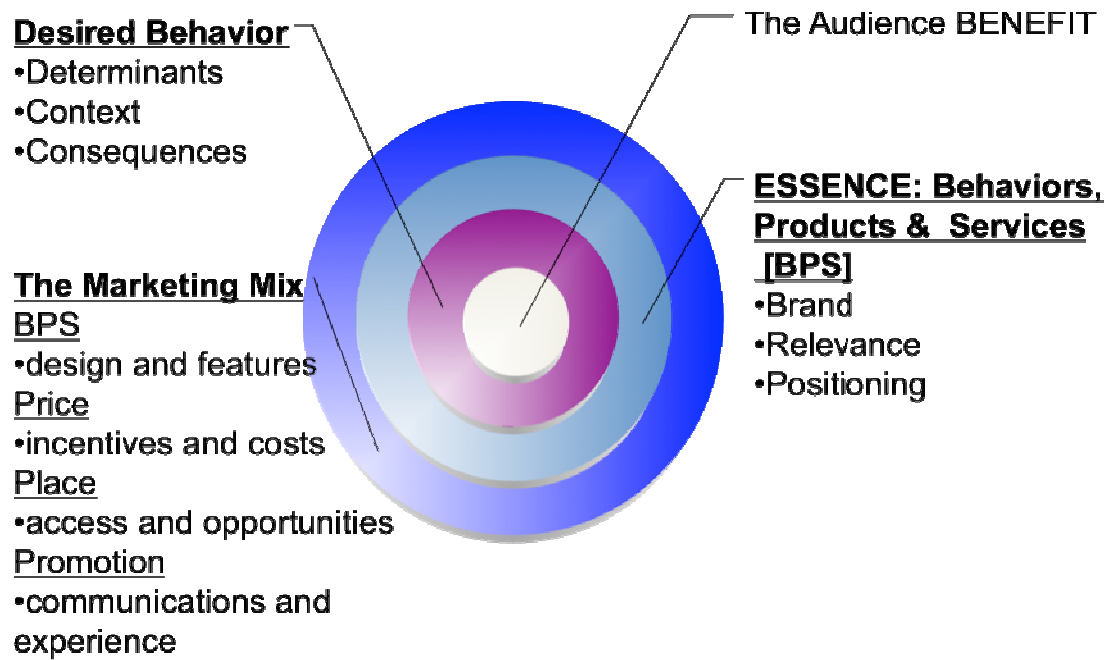 Desired Behavior
•Determinants
•Context
•Consequences
The Audience BENEFIT
ESSENCE: Behaviors,
Products & Services
[BPS]
•Brand
•Relevance
•Positioning
The Marketing Mix
BPS
•design and features
Price
•incentives and costs
Place
•access and opportunities
Promotion
•communications and
experience